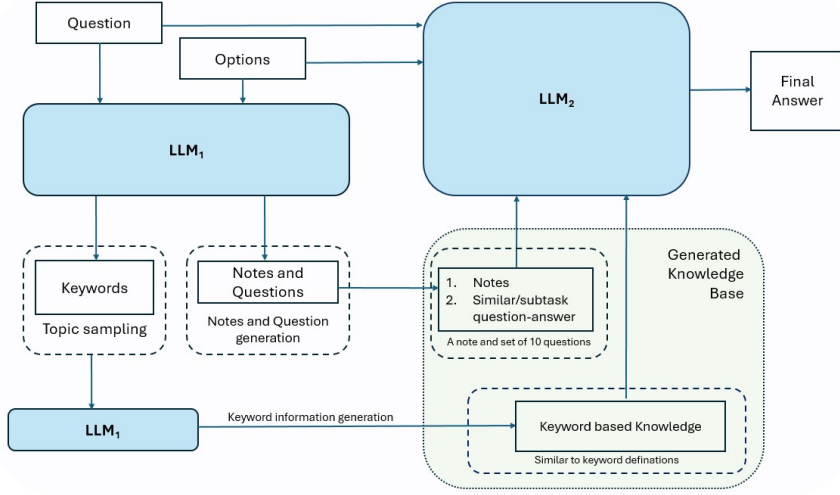 Question
Options
LLM₁
LLM₂
Final
Answer
Keywords
Topic sampling
Notes and
Questions
Notes and Question
generation
1. Notes
2. Similar/subtask
question-answer
A note and set of 10 questions
Generated
Knowledge
Base
LLM₁
Keyword information generation
Keyword based Knowledge
Similar to keyword definations